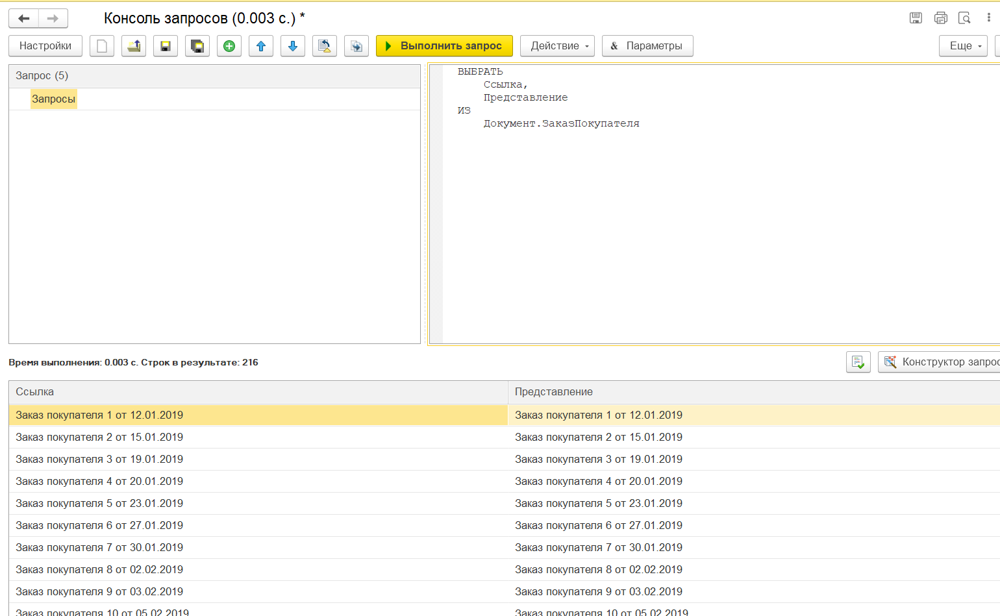 Консоль запросов (0.003 с.) *
Настройки Выполнить запрос Действие & Параметры Еще
Запрос (5)
Запросы
ВЫБРАТЬ
Ссылка,
Представление
ИЗ
Документ.ЗаказПокупателя
Время выполнения: 0.003 с. Строк в результате: 216
Конструктор запрос
Ссылка Представление
Заказ покупателя 1 от 12.01.2019 Заказ покупателя 1 от 12.01.2019
Заказ покупателя 2 от 15.01.2019 Заказ покупателя 2 от 15.01.2019
Заказ покупателя 3 от 19.01.2019 Заказ покупателя 3 от 19.01.2019
Заказ покупателя 4 от 20.01.2019 Заказ покупателя 4 от 20.01.2019
Заказ покупателя 5 от 23.01.2019 Заказ покупателя 5 от 23.01.2019
Заказ покупателя 6 от 27.01.2019 Заказ покупателя 6 от 27.01.2019
Заказ покупателя 7 от 30.01.2019 Заказ покупателя 7 от 30.01.2019
Заказ покупателя 8 от 02.02.2019 Заказ покупателя 8 от 02.02.2019
Заказ покупателя 9 от 03.02.2019 Заказ покупателя 9 от 03.02.2019
Заказ покупателя 10 от 05.02.2019 Заказ покупателя 10 от 05.02.2019